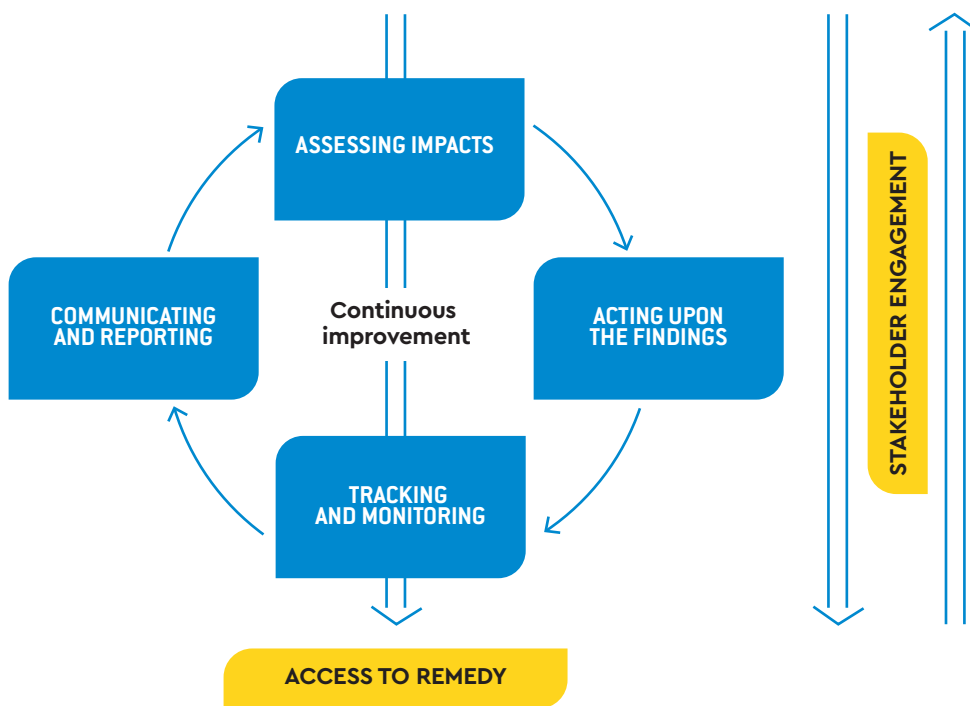 ASSESSING IMPACTS
COMMUNICATING
AND REPORTING
Continuous
improvement
ACTING UPON
THE FINDINGS
STAKEHOLDER ENGAGEMENT
TRACKING
AND MONITORING
ACCESS TO REMEDY